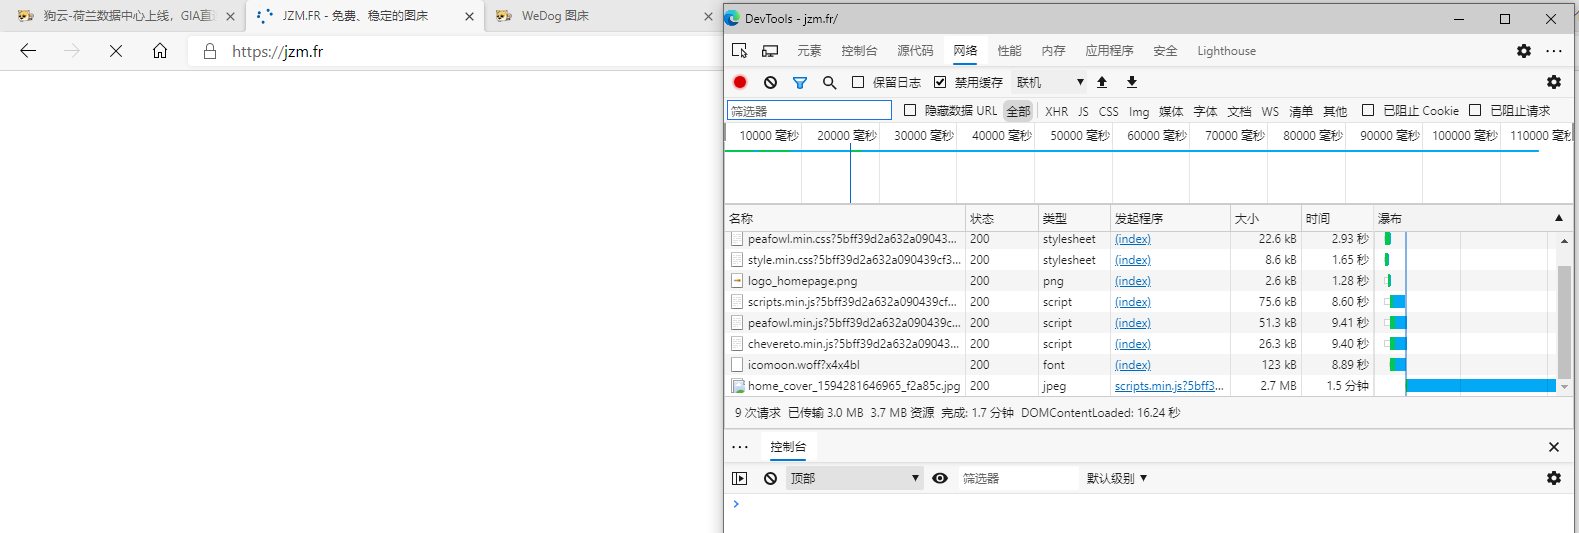 狗云-荷兰数据中心上线，GIA直
JZM.FR - 免费、稳定的图床
WeDog 图床
https://jzm.fr
DevTools - jzm.fr/
元素 控制台 源代码 网络 性能 内存 应用程序 安全 Lighthouse
保留日志 禁用缓存 联机
筛选器 隐藏数据 URL 全部 XHR JS CSS Img 媒体 字体 文档 WS 清单 其他 已阻止 Cookie 已阻止请求
10000 毫秒 20000 毫秒 30000 毫秒 40000 毫秒 50000 毫秒 60000 毫秒 70000 毫秒 80000 毫秒 90000 毫秒 100000 毫秒 110000 毫秒
名称 状态 类型 发起程序 大小 时间 瀑布
peafowl.min.css?5bff39d2a632a09043... 200 stylesheet (index) 22.6 kB 2.93 秒
style.min.css?5bff39d2a632a090439cf3... 200 stylesheet (index) 8.6 kB 1.65 秒
logo_homepage.png 200 png (index) 2.6 kB 1.28 秒
scripts.min.js?5bff39d2a632a090439cf... 200 script (index) 75.6 kB 8.60 秒
peafowl.min.js?5bff39d2a632a090439c... 200 script (index) 51.3 kB 9.41 秒
chevereto.min.js?5bff39d2a632a09043... 200 script (index) 26.3 kB 9.40 秒
icomoon.woff?x4x4bl 200 font (index) 123 kB 8.89 秒
home_cover_1594281646965_f2a85c.jpg 200 jpeg scripts.min.js?5bff3... 2.7 MB 1.5 分钟
9 次请求 已传输 3.0 MB 3.7 MB 资源 完成: 1.7 分钟 DOMContentLoaded: 16.24 秒
控制台
顶部 筛选器 默认级别